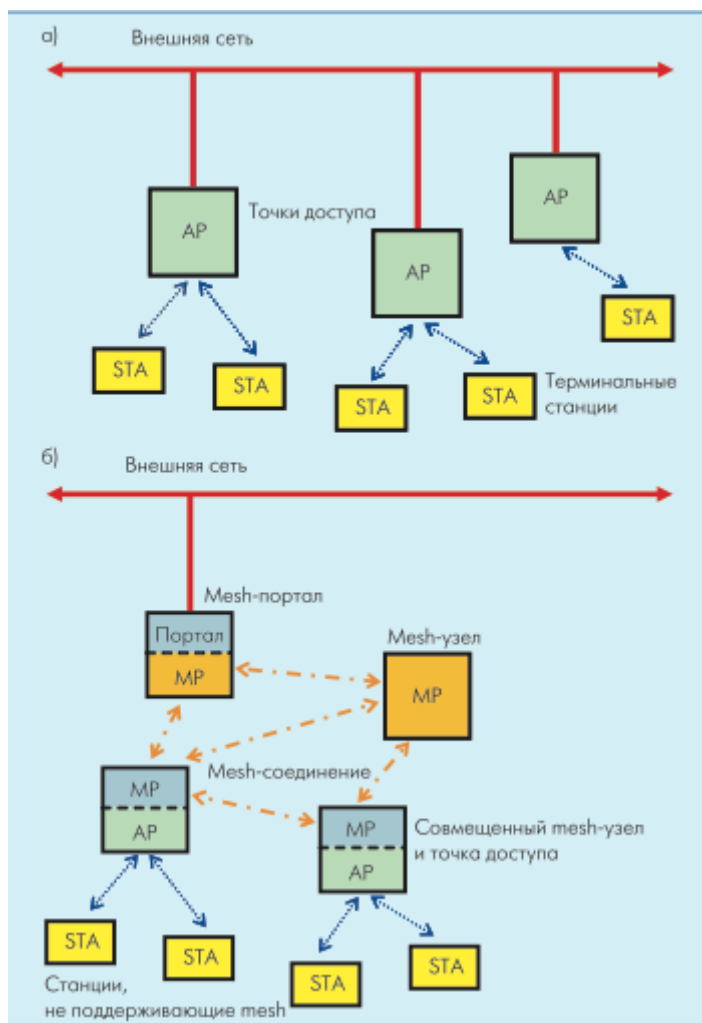 а)
Внешняя сеть
AP
Точки доступа
AP
AP
STA
STA
STA
STA
STA
Терминальные
станции
б)
Внешняя сеть
Mesh-портал
Портал
MP
Mesh-узел
MP
Mesh-соединение
MP
AP
MP
AP
Совмещенный mesh-узел
и точка доступа
STA
STA
STA
STA
Станции,
не поддерживающие mesh